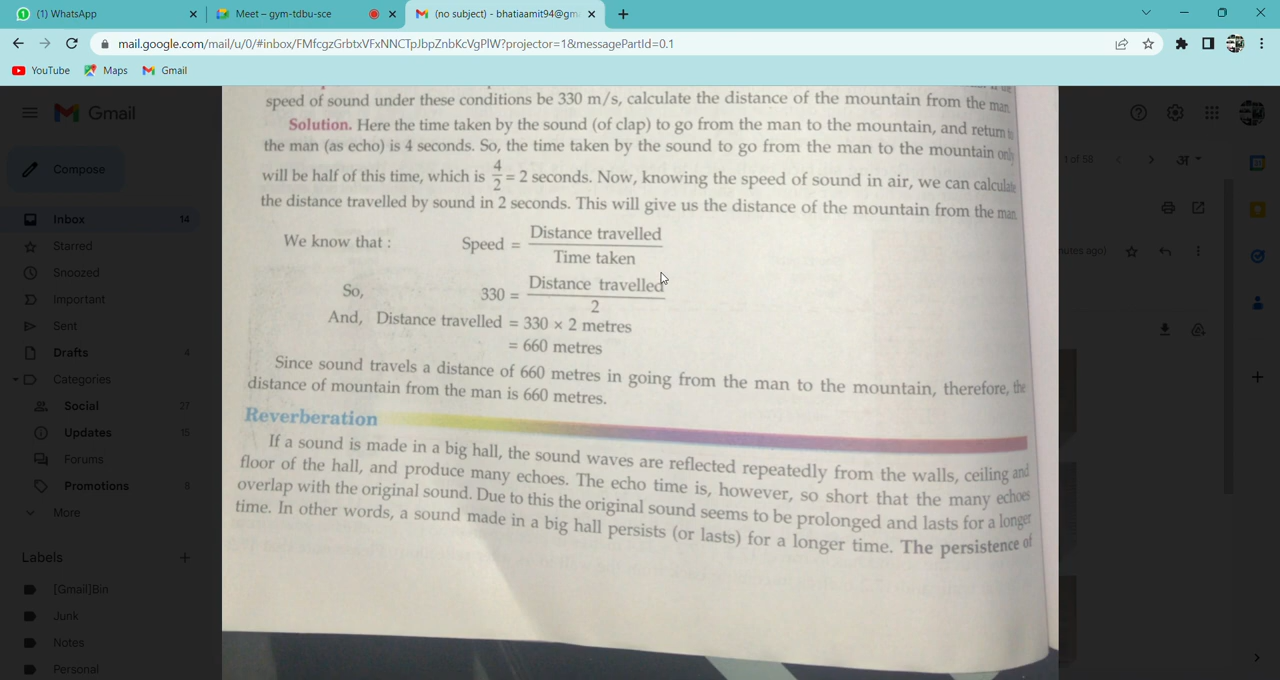 (1) WhatsApp
Meet – gym-tdbu-sce
(no subject) - bhatiaamit94@gm
mail.google.com/mail/u/0/#inbox/FMfcgzGrbtxVFxNNCTpJbpZnbKcVgPlW?projector=1&messagePartId=0.1
YouTube Maps Gmail
Gmail
1 of 58
Compose
Inbox 14
Starred
Snoozed
Important
Sent
Drafts 4
Categories
Social 27
Updates 15
Forums
Promotions 8
More
Labels
[Gmail]Bin
Junk
Notes
Personal
nutes ago)
speed of sound under these conditions be 330 m/s, calculate the distance of the mountain from the man
Solution. Here the time taken by the sound (of clap) to go from the man to the mountain, and return
the man (as echo) is 4 seconds. So, the time taken by the sound to go from the man to the mountain only
will be half of this time, which is 4/2 = 2 seconds. Now, knowing the speed of sound in air, we can calculate
the distance travelled by sound in 2 seconds. This will give us the distance of the mountain from the man.
We know that : Speed = Distance travelled / Time taken
So, 330 = Distance travelled / 2
And, Distance travelled = 330 × 2 metres
= 660 metres
Since sound travels a distance of 660 metres in going from the man to the mountain, therefore, the
distance of mountain from the man is 660 metres.
Reverberation
If a sound is made in a big hall, the sound waves are reflected repeatedly from the walls, ceiling and
floor of the hall, and produce many echoes. The echo time is, however, so short that the many echoes
overlap with the original sound. Due to this the original sound seems to be prolonged and lasts for a longer
time. In other words, a sound made in a big hall persists (or lasts) for a longer time. The persistence of